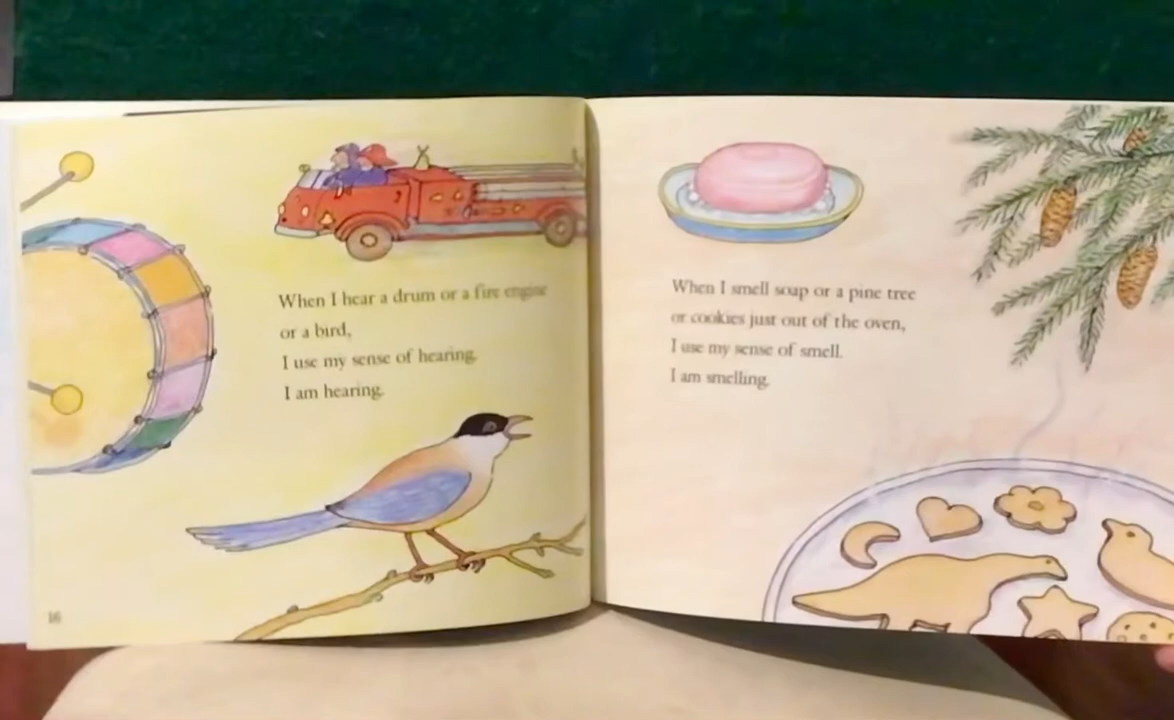 When I hear a drum or a fire engine
or a bird,
I use my sense of hearing.
I am hearing.
16
When I smell soap or a pine tree
or cookies just out of the oven,
I use my sense of smell.
I am smelling.